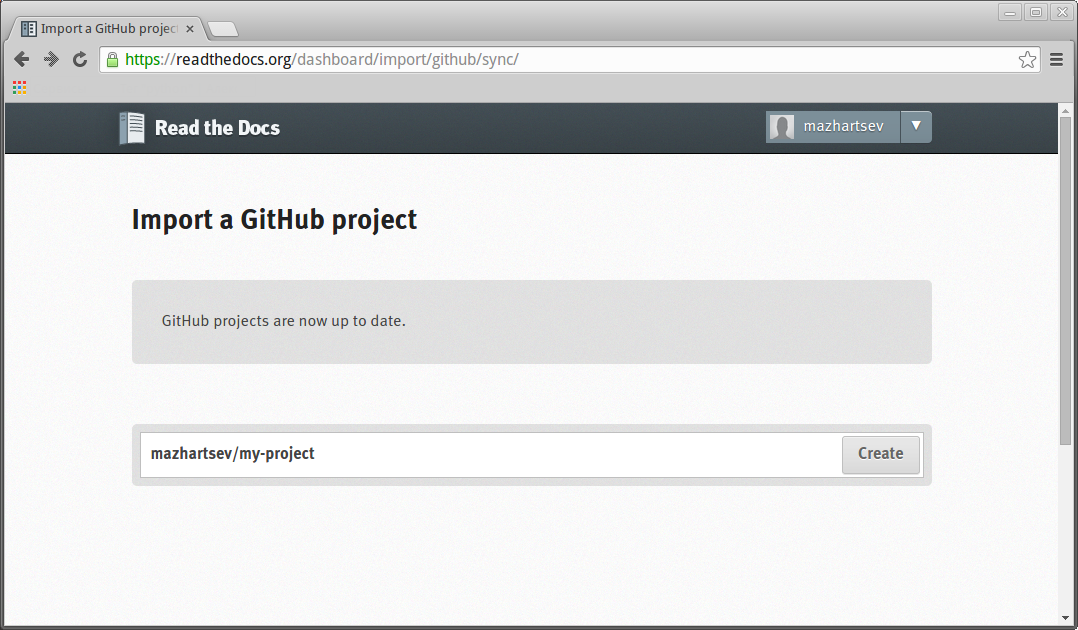 Import a GitHub projec
https://readthedocs.org/dashboard/import/github/sync/
Read the Docs
mazhartsev
Import a GitHub project
GitHub projects are now up to date.
mazhartsev/my-project
Create